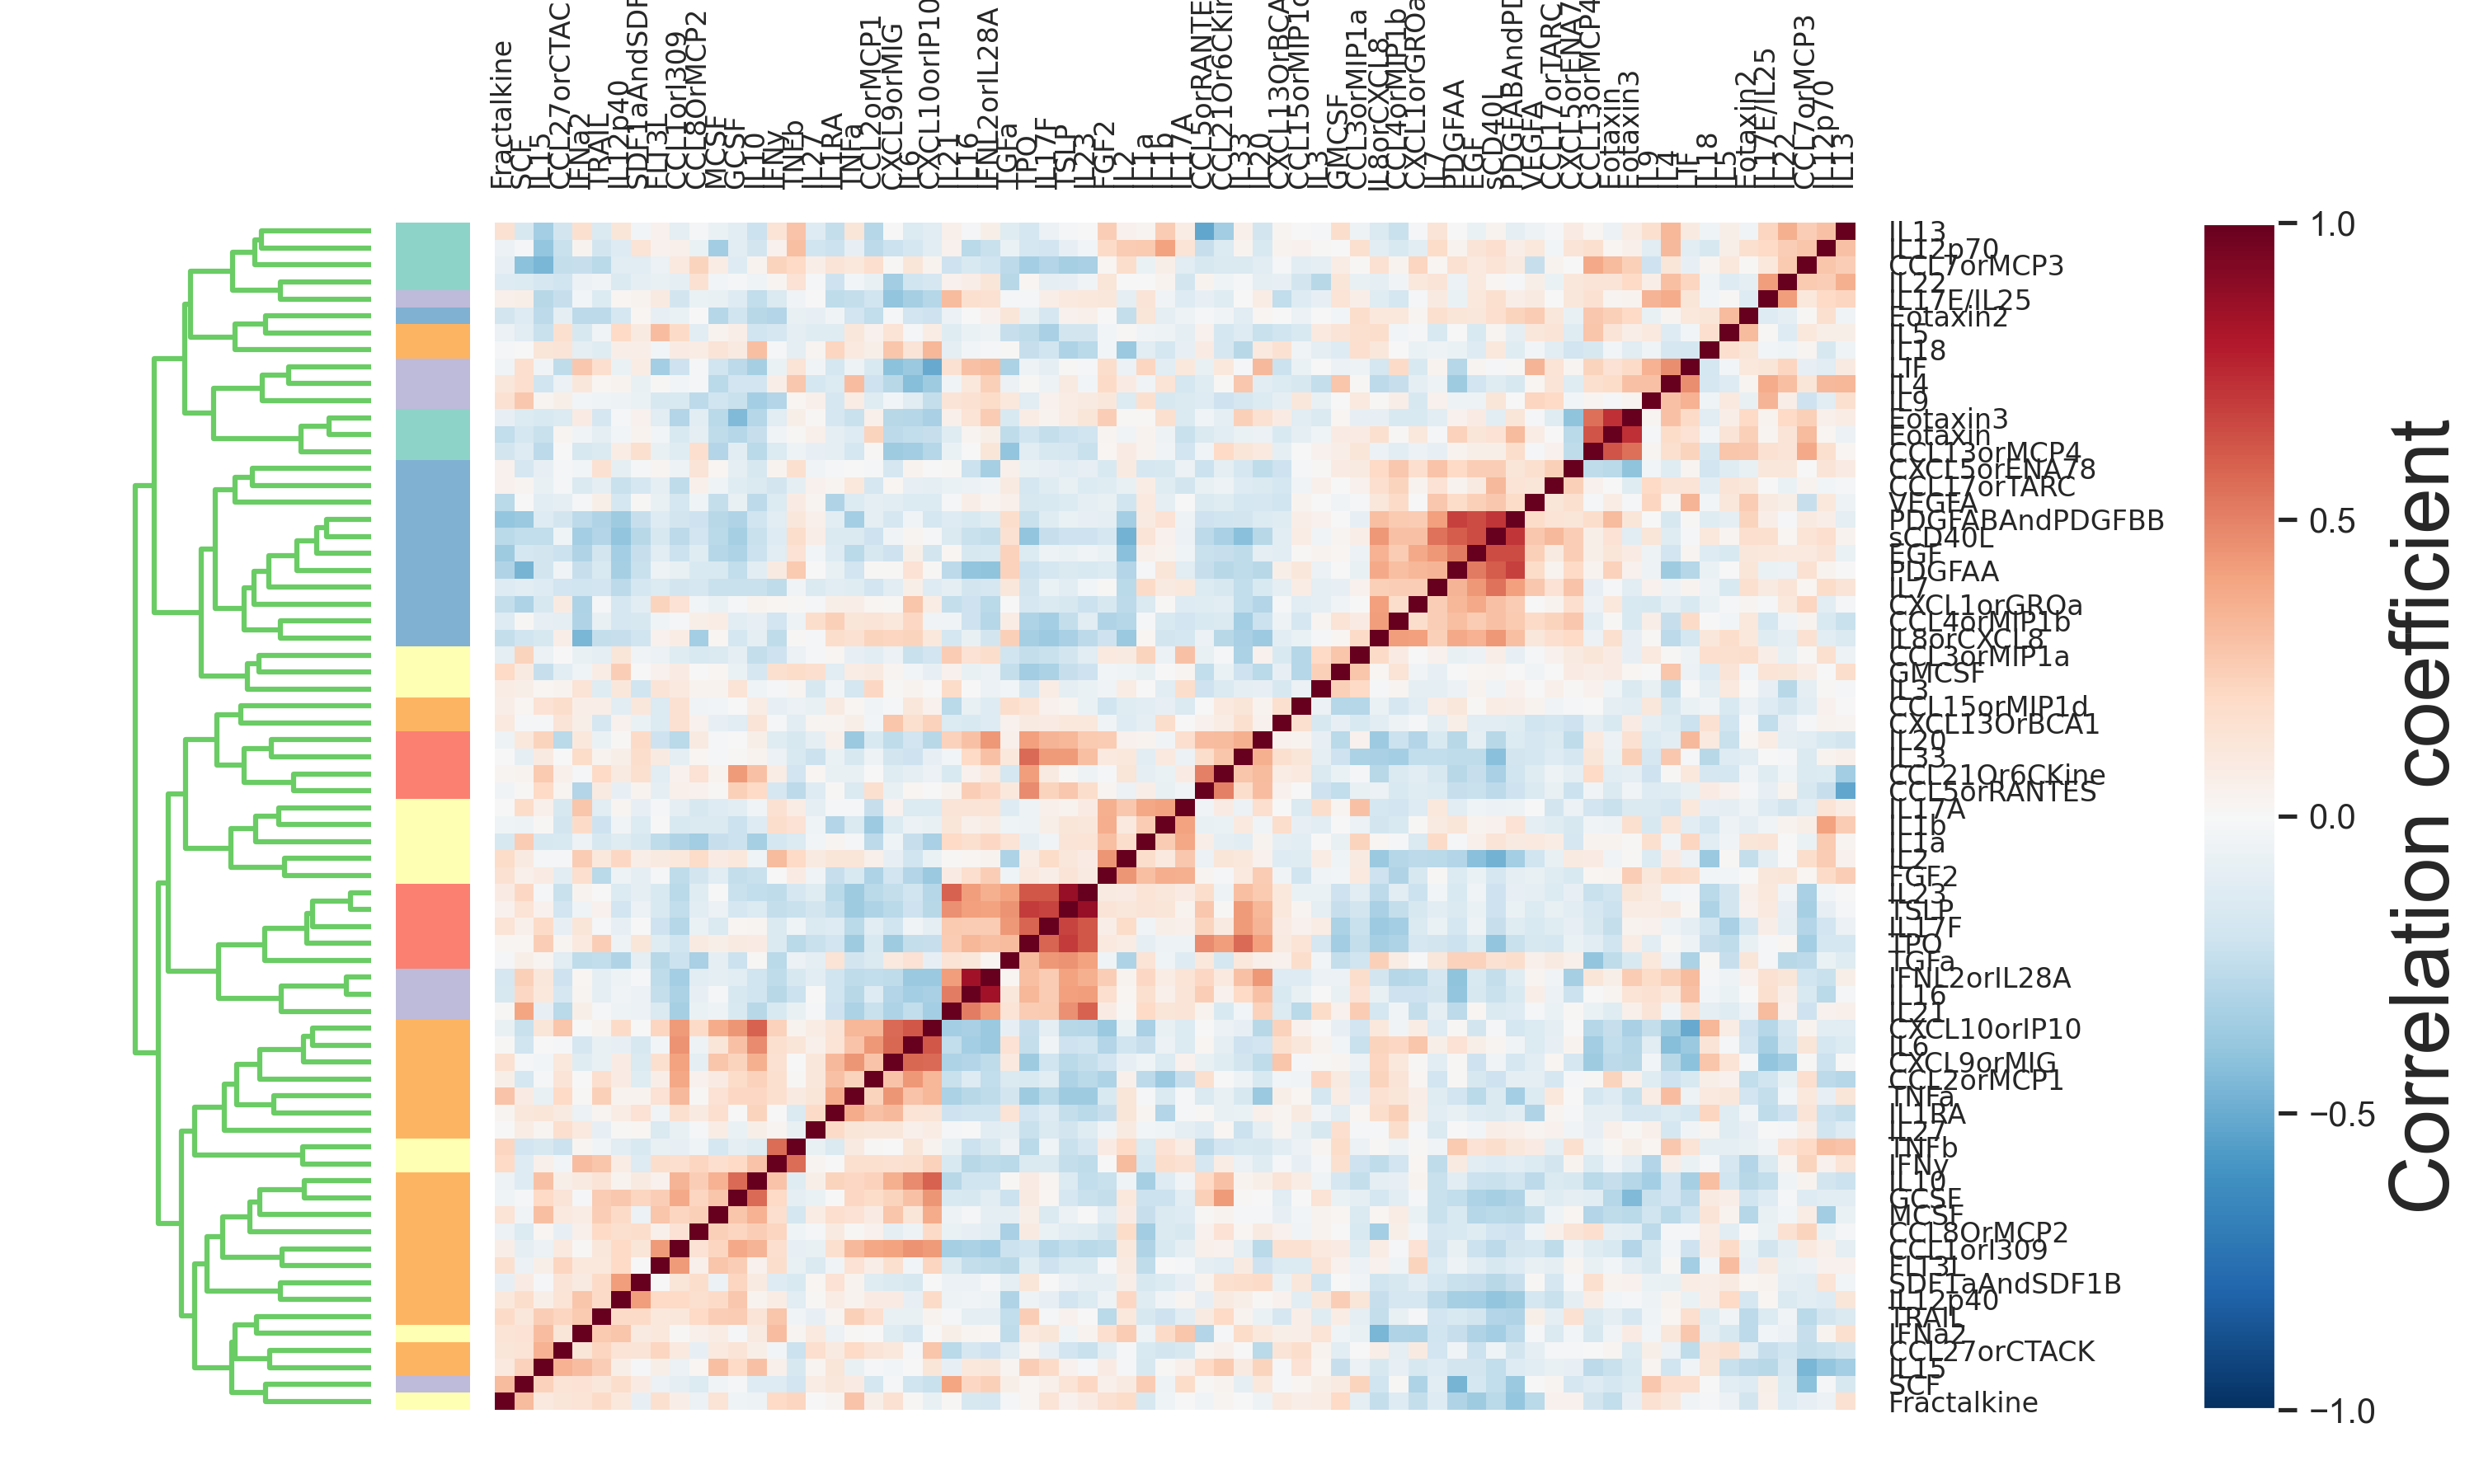 Fractalkine
SCF
IL15
CCL27orCTAC
IFNa2
TRAIL
IL12p40
SDF1aAndSDF
FLT3L
CCL1orI309
CCL8OrMCP2
MCSF
GCSF
IL10
IFNy
TNFb
IL27
IL1RA
TNFa
CCL2orMCP1
CXCL9orMIG
IL6
CXCL10orIP10
IL21
IL16
IFNL2orIL28A
TGFa
TPO
IL17F
TSLP
IL23
FGF2
IL2
IL1a
IL1b
IL17A
CCL5orRANTE
CCL21Or6CKin
IL33
IL20
CXCL13OrBCA
CCL15orMIP1d
IL3
GMCSF
CCL3orMIP1a
IL8orCXCL8
CCL4orMIP1b
CXCL1orGROa
IL7
PDGFAA
EGF
sCD40L
PDGFABAndPD
VEGFA
CCL17orTARC
CXCL5orENA7
CCL13orMCP4
Eotaxin
Eotaxin3
IL9
IL4
LIF
IL18
IL5
Eotaxin2
IL17E/IL25
IL22
CCL7orMCP3
IL12p70
IL13
IL13
IL12p70
CCL7orMCP3
IL22
IL17E/IL25
Eotaxin2
IL5
IL18
LIF
IL4
IL9
Eotaxin3
Eotaxin
CCL13orMCP4
CXCL5orENA78
CCL17orTARC
VEGFA
PDGFABAndPDGFBB
sCD40L
EGF
PDGFAA
IL7
CXCL1orGROa
CCL4orMIP1b
IL8orCXCL8
CCL3orMIP1a
GMCSF
IL3
CCL15orMIP1d
CXCL13OrBCA1
IL20
IL33
CCL21Or6CKine
CCL5orRANTES
IL17A
IL1b
IL1a
IL2
FGF2
IL23
TSLP
IL17F
TPO
TGFa
IFNL2orIL28A
IL16
IL21
CXCL10orIP10
IL6
CXCL9orMIG
CCL2orMCP1
TNFa
IL1RA
IL27
TNFb
IFNy
IL10
GCSF
MCSF
CCL8OrMCP2
CCL1orI309
FLT3L
SDF1aAndSDF1B
IL12p40
TRAIL
IFNa2
CCL27orCTACK
IL15
SCF
Fractalkine
1.0
0.5
0.0
−0.5
−1.0
Correlation coefficient